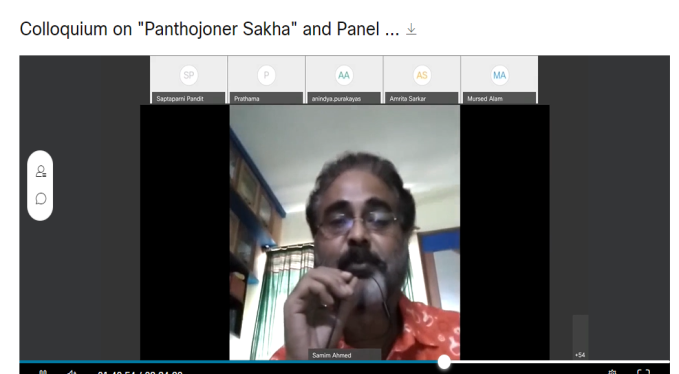 Colloquium on "Panthojoner Sakha" and Panel ...
SP
P
AA
AS
MA
Saptaparni Pandit
Prathama
anindya.purakayas
Amrita Sarkar
Mursed Alam
Samim Ahmed
+54